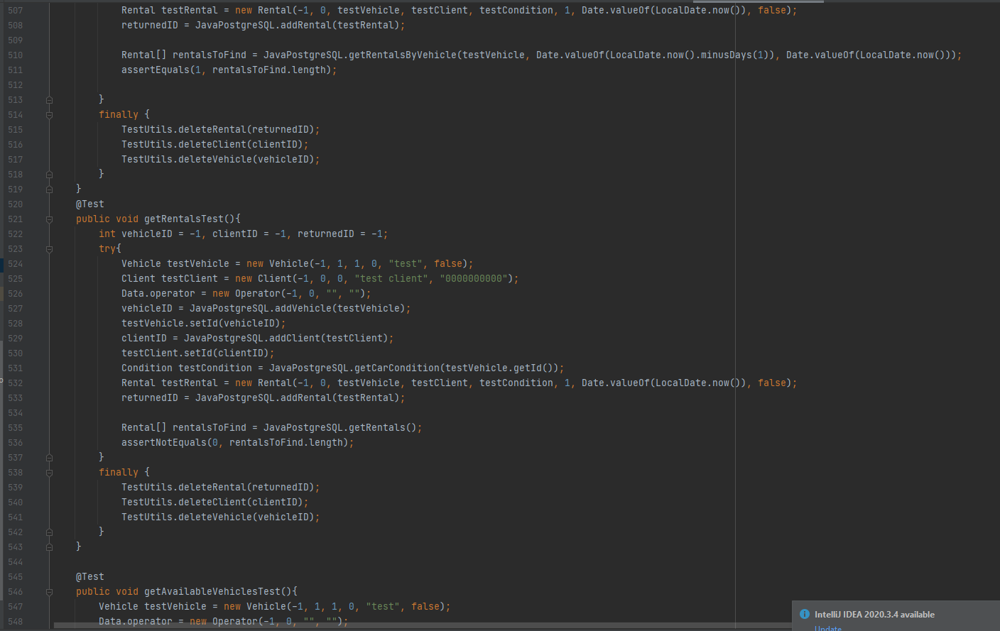 507 Rental testRental = new Rental(-1, 0, testVehicle, testClient, testCondition, 1, Date.valueOf(LocalDate.now()), false);
508 returnedID = JavaPostgreSQL.addRental(testRental);
509
510 Rental[] rentalsToFind = JavaPostgreSQL.getRentalsByVehicle(testVehicle, Date.valueOf(LocalDate.now().minusDays(1)), Date.valueOf(LocalDate.now()));
511 assertEquals(1, rentalsToFind.length);
512
513 }
514 finally {
515 TestUtils.deleteRental(returnedID);
516 TestUtils.deleteClient(clientID);
517 TestUtils.deleteVehicle(vehicleID);
518 }
519 }
520 @Test
521 public void getRentalsTest(){
522 int vehicleID = -1, clientID = -1, returnedID = -1;
523 try{
524 Vehicle testVehicle = new Vehicle(-1, 1, 1, 0, "test", false);
525 Client testClient = new Client(-1, 0, 0, "test client", "0000000000");
526 Data.operator = new Operator(-1, 0, "", "");
527 vehicleID = JavaPostgreSQL.addVehicle(testVehicle);
528 testVehicle.setId(vehicleID);
529 clientID = JavaPostgreSQL.addClient(testClient);
530 testClient.setId(clientID);
531 Condition testCondition = JavaPostgreSQL.getCarCondition(testVehicle.getId());
532 Rental testRental = new Rental(-1, 0, testVehicle, testClient, testCondition, 1, Date.valueOf(LocalDate.now()), false);
533 returnedID = JavaPostgreSQL.addRental(testRental);
534
535 Rental[] rentalsToFind = JavaPostgreSQL.getRentals();
536 assertNotEquals(0, rentalsToFind.length);
537 }
538 finally {
539 TestUtils.deleteRental(returnedID);
540 TestUtils.deleteClient(clientID);
541 TestUtils.deleteVehicle(vehicleID);
542 }
543 }
544
545 @Test
546 public void getAvailableVehiclesTest(){
547 Vehicle testVehicle = new Vehicle(-1, 1, 1, 0, "test", false);
548 Data.operator = new Operator(-1, 0, "", "");
IntelliJ IDEA 2020.3.4 available
Update